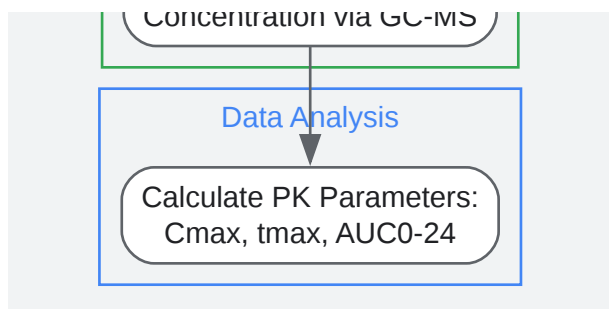 Concentration via GC-MS
Data Analysis
Calculate PK Parameters:
Cmax, tmax, AUC0-24